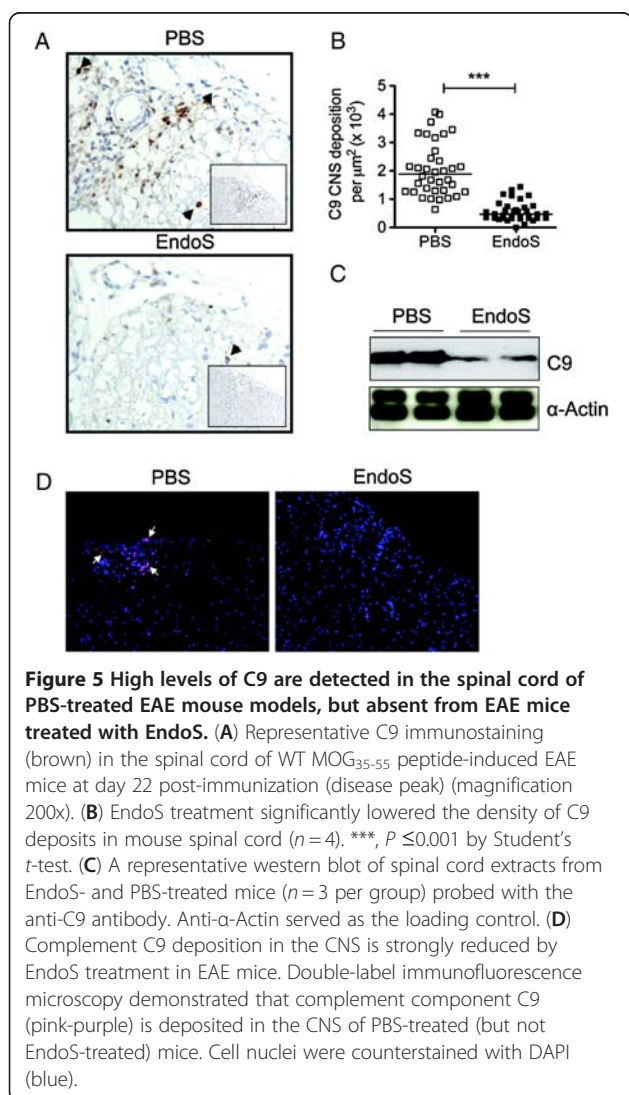 A
PBS
EndoS
B
***
C9 CNS deposition
per μm² (x 10³)
5
4
3
2
1
0
PBS EndoS
C
PBS EndoS
C9
α-Actin
D
PBS EndoS
Figure 5 High levels of C9 are detected in the spinal cord of
PBS-treated EAE mouse models, but absent from EAE mice
treated with EndoS. (A) Representative C9 immunostaining
(brown) in the spinal cord of WT MOG₃₅₋₅₅ peptide-induced EAE
mice at day 22 post-immunization (disease peak) (magnification
200x). (B) EndoS treatment significantly lowered the density of C9
deposits in mouse spinal cord (n = 4). ***, P ≤0.001 by Student's
t-test. (C) A representative western blot of spinal cord extracts from
EndoS- and PBS-treated mice (n = 3 per group) probed with the
anti-C9 antibody. Anti-α-Actin served as the loading control. (D)
Complement C9 deposition in the CNS is strongly reduced by
EndoS treatment in EAE mice. Double-label immunofluorescence
microscopy demonstrated that complement component C9
(pink-purple) is deposited in the CNS of PBS-treated (but not
EndoS-treated) mice. Cell nuclei were counterstained with DAPI
(blue).